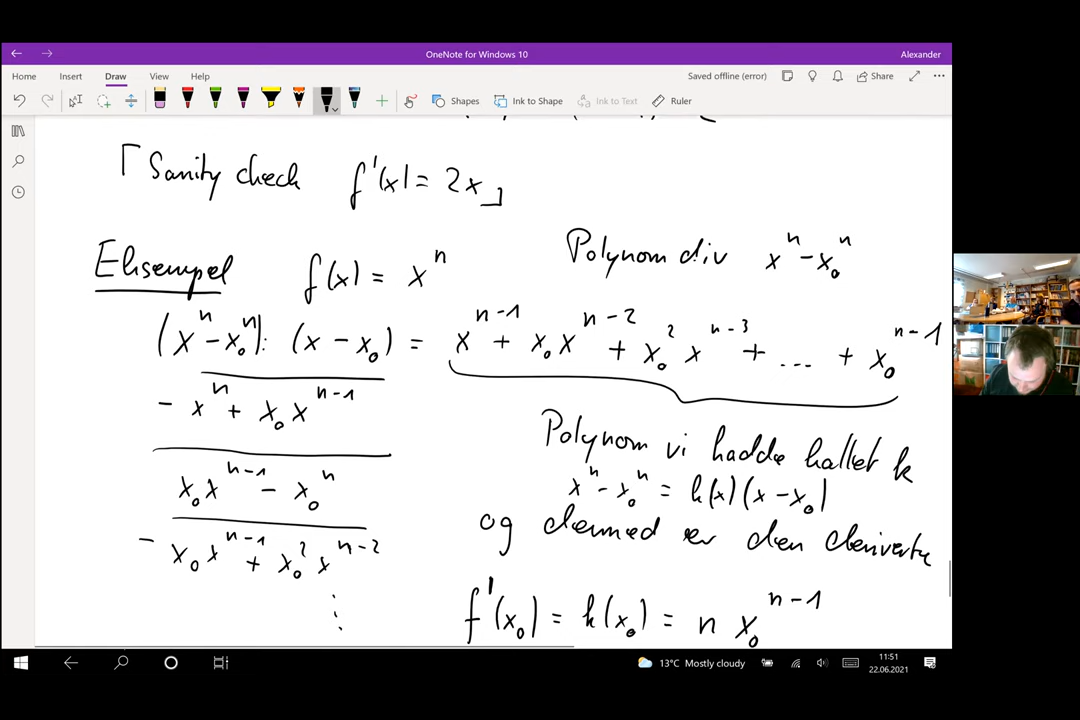 OneNote for Windows 10
Alexander
Home Insert Draw View Help
Saved offline (error) Share
Shapes Ink to Shape Ink to Text Ruler
⌈ Sanity check f'(x) = 2x ⌋
Eksempel f(x) = x^n
Polynom div x^n - x_0^n
(x^n - x_0^n) : (x - x_0) = x^{n-1} + x_0 x^{n-2} + x_0^2 x^{n-3} + ... + x_0^{n-1}
- x^n + x_0 x^{n-1}
x_0 x^{n-1} - x_0^n
- x_0 x^{n-1} + x_0^2 x^{n-2}
⋮
Polynom vi hadde kallet k
x^n - x_0^n = k(x)(x - x_0)
og dermed er den deriverte
f'(x_0) = k(x_0) = n x_0^{n-1}
13°C Mostly cloudy
11:51
22.06.2021